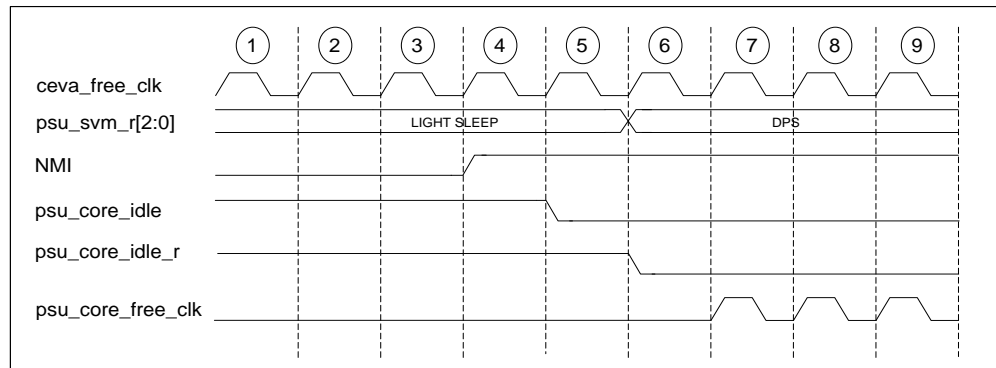 1 2 3 4 5 6 7 8 9
ceva_free_clk
psu_svm_r[2:0] LIGHT SLEEP DPS
NMI
psu_core_idle
psu_core_idle_r
psu_core_free_clk